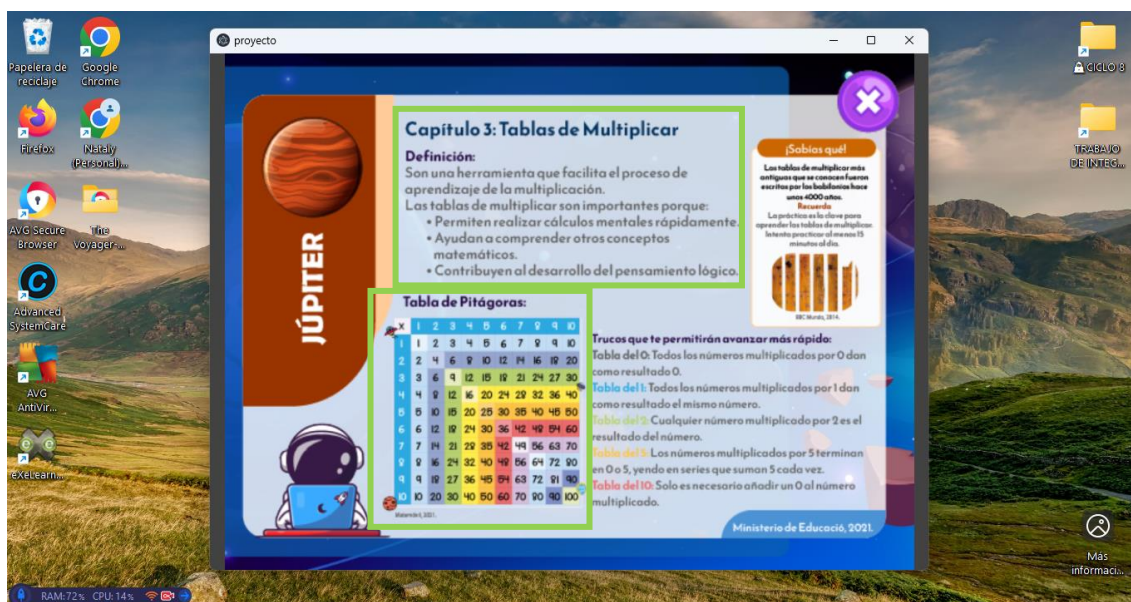 Papelera de
reciclaje
Google
Chrome
Firefox
Nataly
(Personal)...
AVG Secure
Browser
The
Voyager-...
Advanced
SystemCare
AVG
AntiVir...
eXeLearn...
CICLO 8
TRABAJO
DE INTEG...
Más
informaci...
RAM:72% CPU:14%
proyecto
JÚPITER
Capítulo 3: Tablas de Multiplicar
Definición:
Son una herramienta que facilita el proceso de
aprendizaje de la multiplicación.
Las tablas de multiplicar son importantes porque:
• Permiten realizar cálculos mentales rápidamente.
• Ayudan a comprender otros conceptos
matemáticos.
• Contribuyen al desarrollo del pensamiento lógico.
¡Sabías qué!
Las tablas de multiplicar más
antiguas que se conocen fueron
escritas por los babilonios hace
unos 4000 años.
Recuerda
La práctica es la clave para
aprender las tablas de multiplicar.
Intenta practicar al menos 15
minutos al día.
BBC Mundo, 2014.
Tabla de Pitágoras:
X 1 2 3 4 5 6 7 8 9 10
1 1 2 3 4 5 6 7 8 9 10
2 2 4 6 8 10 12 14 16 18 20
3 3 6 9 12 15 18 21 24 27 30
4 4 8 12 16 20 24 28 32 36 40
5 5 10 15 20 25 30 35 40 45 50
6 6 12 18 24 30 36 42 48 54 60
7 7 14 21 28 35 42 49 56 63 70
8 8 16 24 32 40 48 56 64 72 80
9 9 18 27 36 45 54 63 72 81 90
10 10 20 30 40 50 60 70 80 90 100
2021.
Trucos que te permitirán avanzar más rápido:
Tabla del 0: Todos los números multiplicados por 0 dan
como resultado 0.
Tabla del 1: Todos los números multiplicados por 1 dan
como resultado el mismo número.
Tabla del 2: Cualquier número multiplicado por 2 es el
resultado del número.
Tabla del 5: Los números multiplicados por 5 terminan
en 0 o 5, yendo en series que suman 5 cada vez.
Tabla del 10: Solo es necesario añadir un 0 al número
multiplicado.
Ministerio de Educació, 2021.